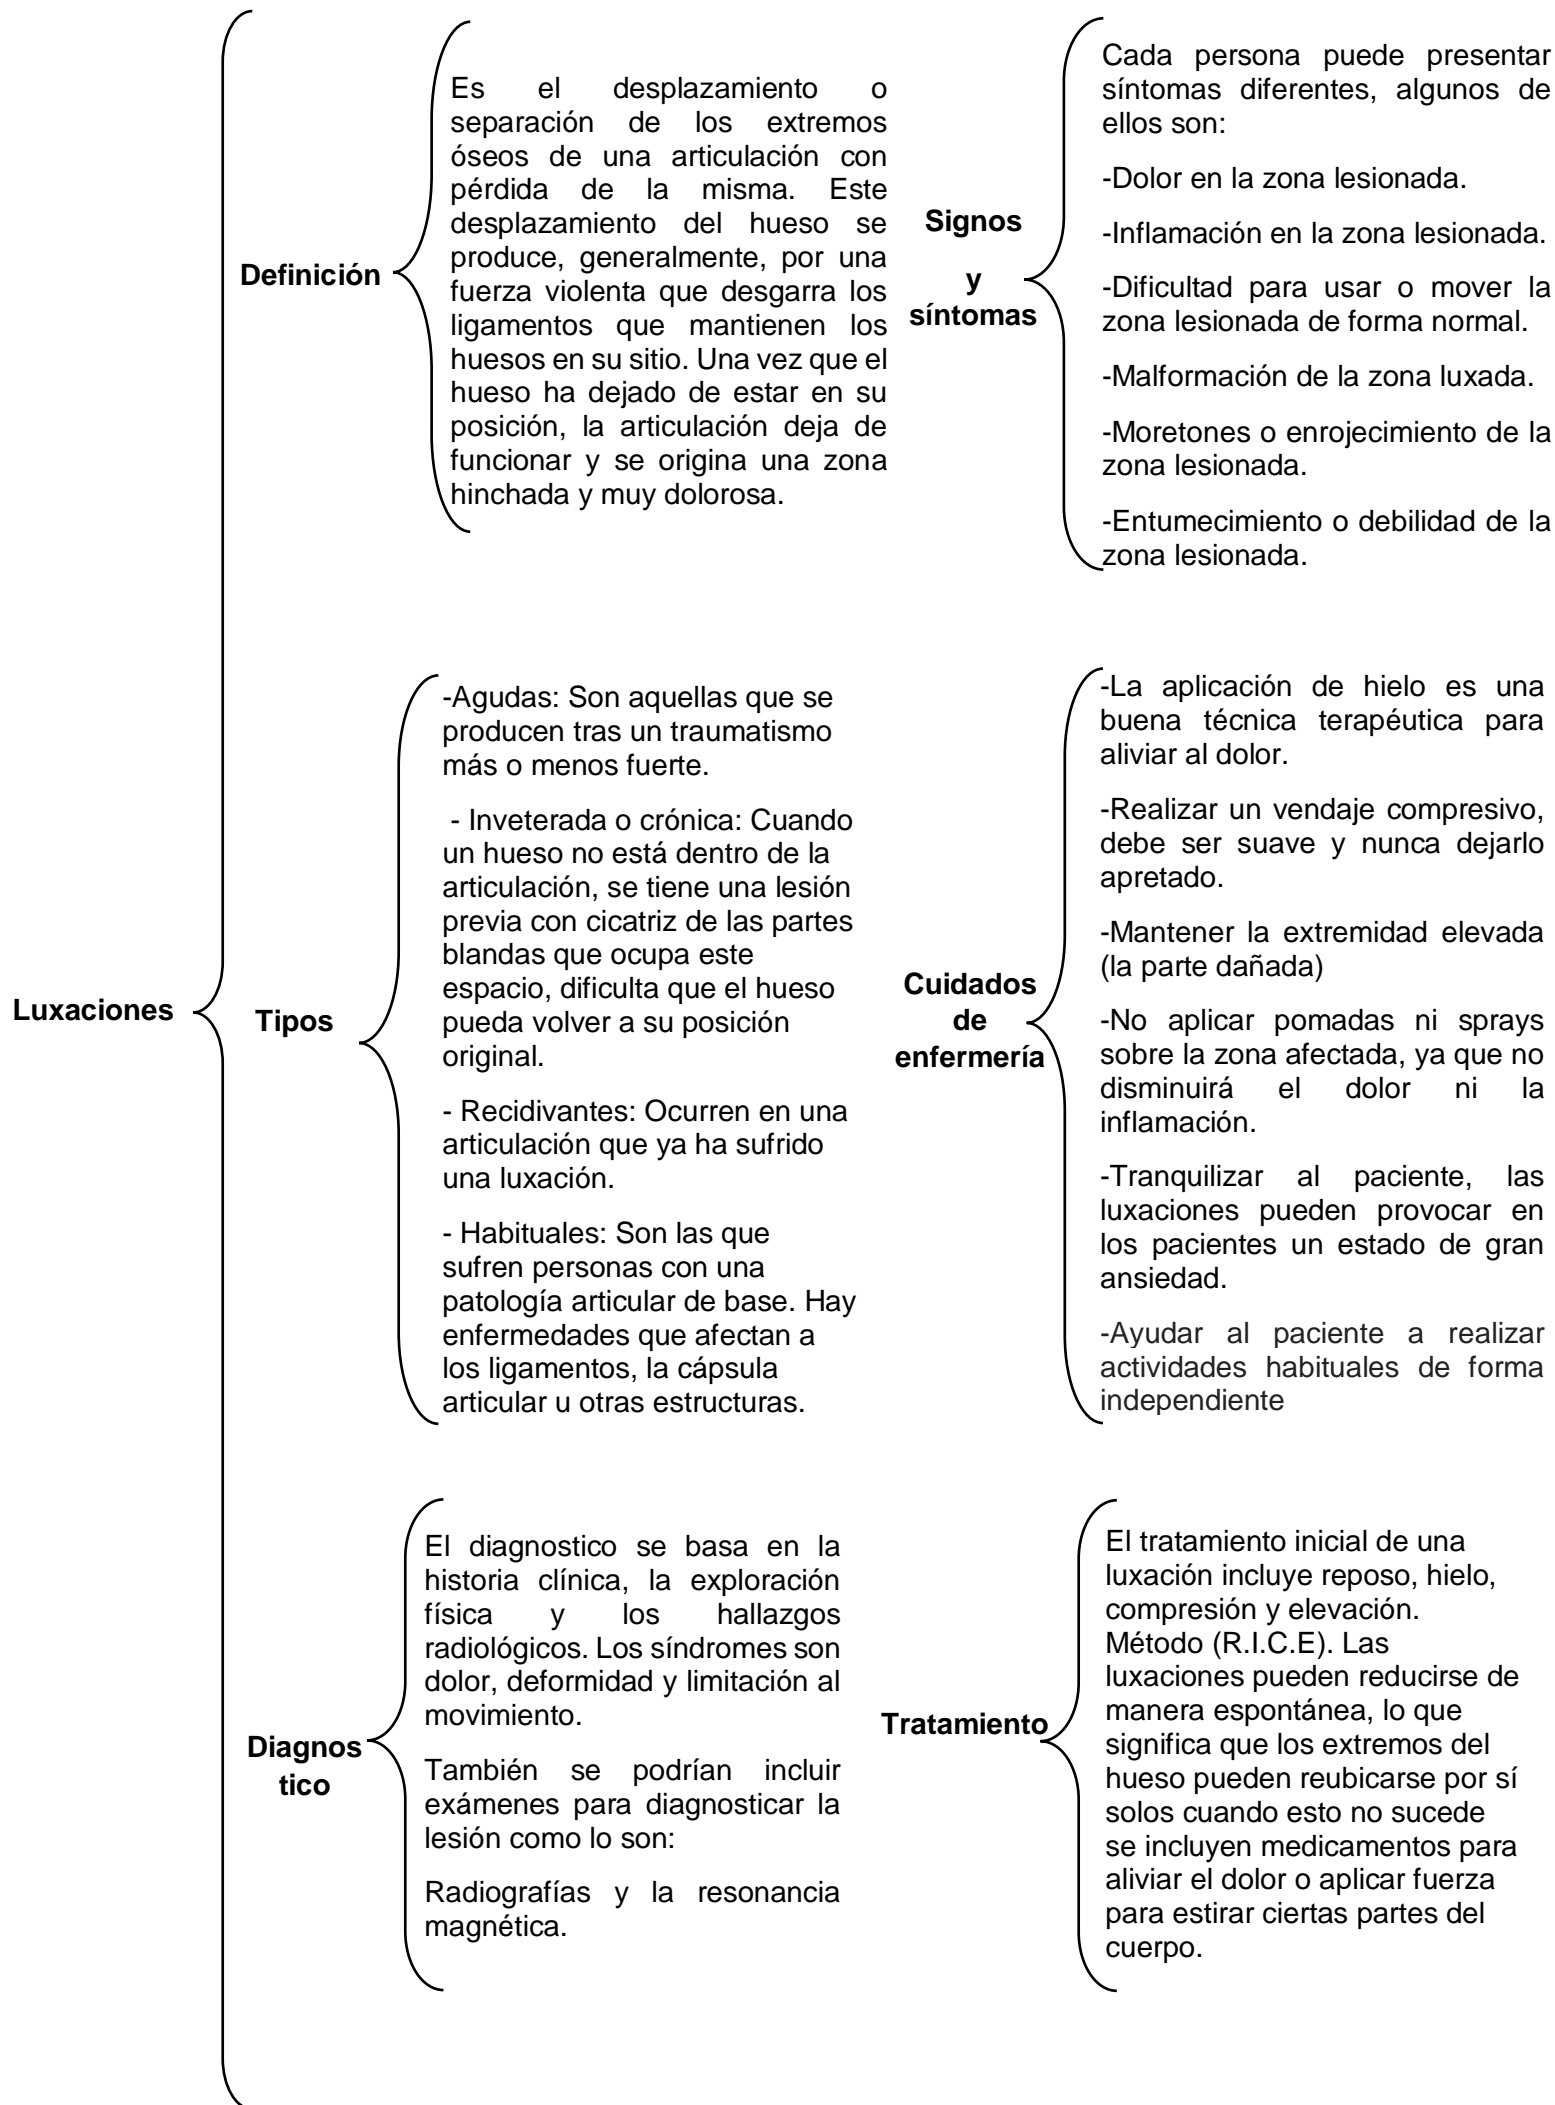 Luxaciones
Definición
Es el desplazamiento o
separación de los extremos
óseos de una articulación con
pérdida de la misma. Este
desplazamiento del hueso se
produce, generalmente, por una
fuerza violenta que desgarra los
ligamentos que mantienen los
huesos en su sitio. Una vez que el
hueso ha dejado de estar en su
posición, la articulación deja de
funcionar y se origina una zona
hinchada y muy dolorosa.
Signos
y
síntomas
Cada persona puede presentar
síntomas diferentes, algunos de
ellos son:
-Dolor en la zona lesionada.
-Inflamación en la zona lesionada.
-Dificultad para usar o mover la
zona lesionada de forma normal.
-Malformación de la zona luxada.
-Moretones o enrojecimiento de la
zona lesionada.
-Entumecimiento o debilidad de la
zona lesionada.
Tipos
-Agudas: Son aquellas que se
producen tras un traumatismo
más o menos fuerte.
- Inveterada o crónica: Cuando
un hueso no está dentro de la
articulación, se tiene una lesión
previa con cicatriz de las partes
blandas que ocupa este
espacio, dificulta que el hueso
pueda volver a su posición
original.
- Recidivantes: Ocurren en una
articulación que ya ha sufrido
una luxación.
- Habituales: Son las que
sufren personas con una
patología articular de base. Hay
enfermedades que afectan a
los ligamentos, la cápsula
articular u otras estructuras.
Cuidados
de
enfermería
-La aplicación de hielo es una
buena técnica terapéutica para
aliviar al dolor.
-Realizar un vendaje compresivo,
debe ser suave y nunca dejarlo
apretado.
-Mantener la extremidad elevada
(la parte dañada)
-No aplicar pomadas ni sprays
sobre la zona afectada, ya que no
disminuirá el dolor ni la
inflamación.
-Tranquilizar al paciente, las
luxaciones pueden provocar en
los pacientes un estado de gran
ansiedad.
-Ayudar al paciente a realizar
actividades habituales de forma
independiente
Diagnos
tico
El diagnostico se basa en la
historia clínica, la exploración
física y los hallazgos
radiológicos. Los síndromes son
dolor, deformidad y limitación al
movimiento.
También se podrían incluir
exámenes para diagnosticar la
lesión como lo son:
Radiografías y la resonancia
magnética.
Tratamiento
El tratamiento inicial de una
luxación incluye reposo, hielo,
compresión y elevación.
Método (R.I.C.E). Las
luxaciones pueden reducirse de
manera espontánea, lo que
significa que los extremos del
hueso pueden reubicarse por sí
solos cuando esto no sucede
se incluyen medicamentos para
aliviar el dolor o aplicar fuerza
para estirar ciertas partes del
cuerpo.